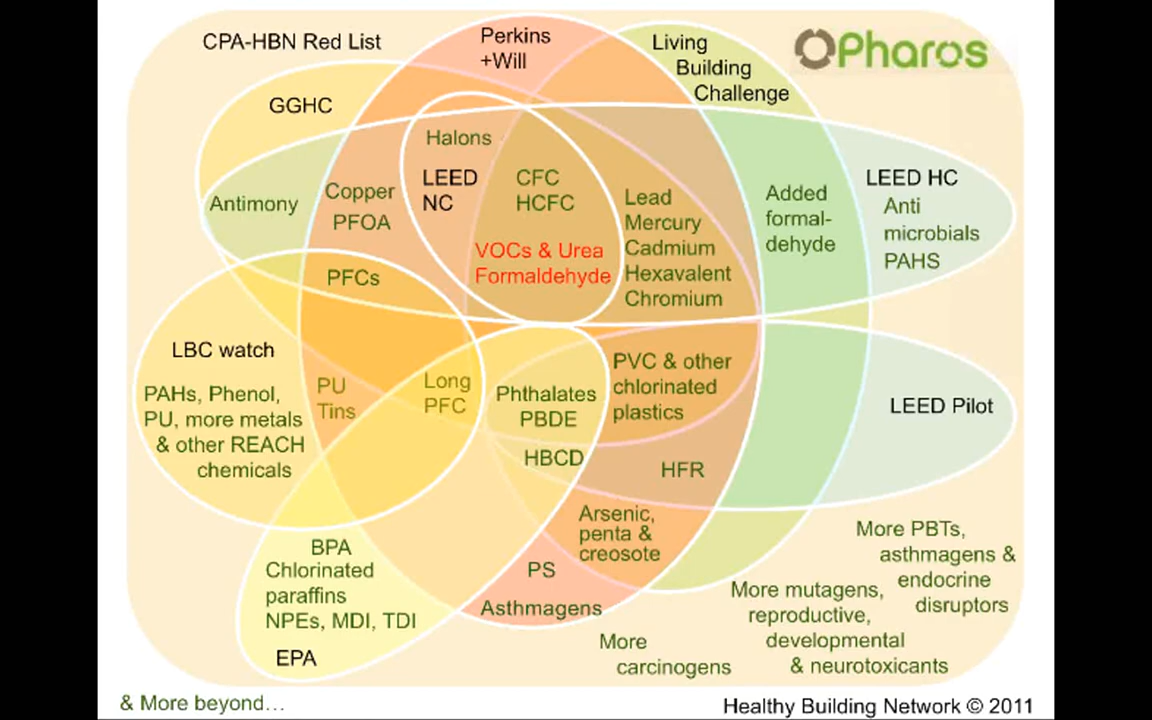 CPA-HBN Red List
Perkins
+Will
Living
Building
Challenge
Pharos
GGHC
Halons
LEED
NC
CFC
HCFC
VOCs & Urea
Formaldehyde
Antimony
Copper
PFOA
Lead
Mercury
Cadmium
Hexavalent
Chromium
Added
formal-
dehyde
LEED HC
Anti
microbials
PAHS
PFCs
LBC watch
PAHs, Phenol,
PU, more metals
& other REACH
chemicals
PU
Tins
Long
PFC
Phthalates
PBDE
HBCD
PVC & other
chlorinated
plastics
HFR
LEED Pilot
Arsenic,
penta &
creosote
PS
Asthmagens
BPA
Chlorinated
paraffins
NPEs, MDI, TDI
EPA
More PBTs,
asthmagens &
endocrine
disruptors
More mutagens,
reproductive,
developmental
& neurotoxicants
More
carcinogens
& More beyond…
Healthy Building Network © 2011